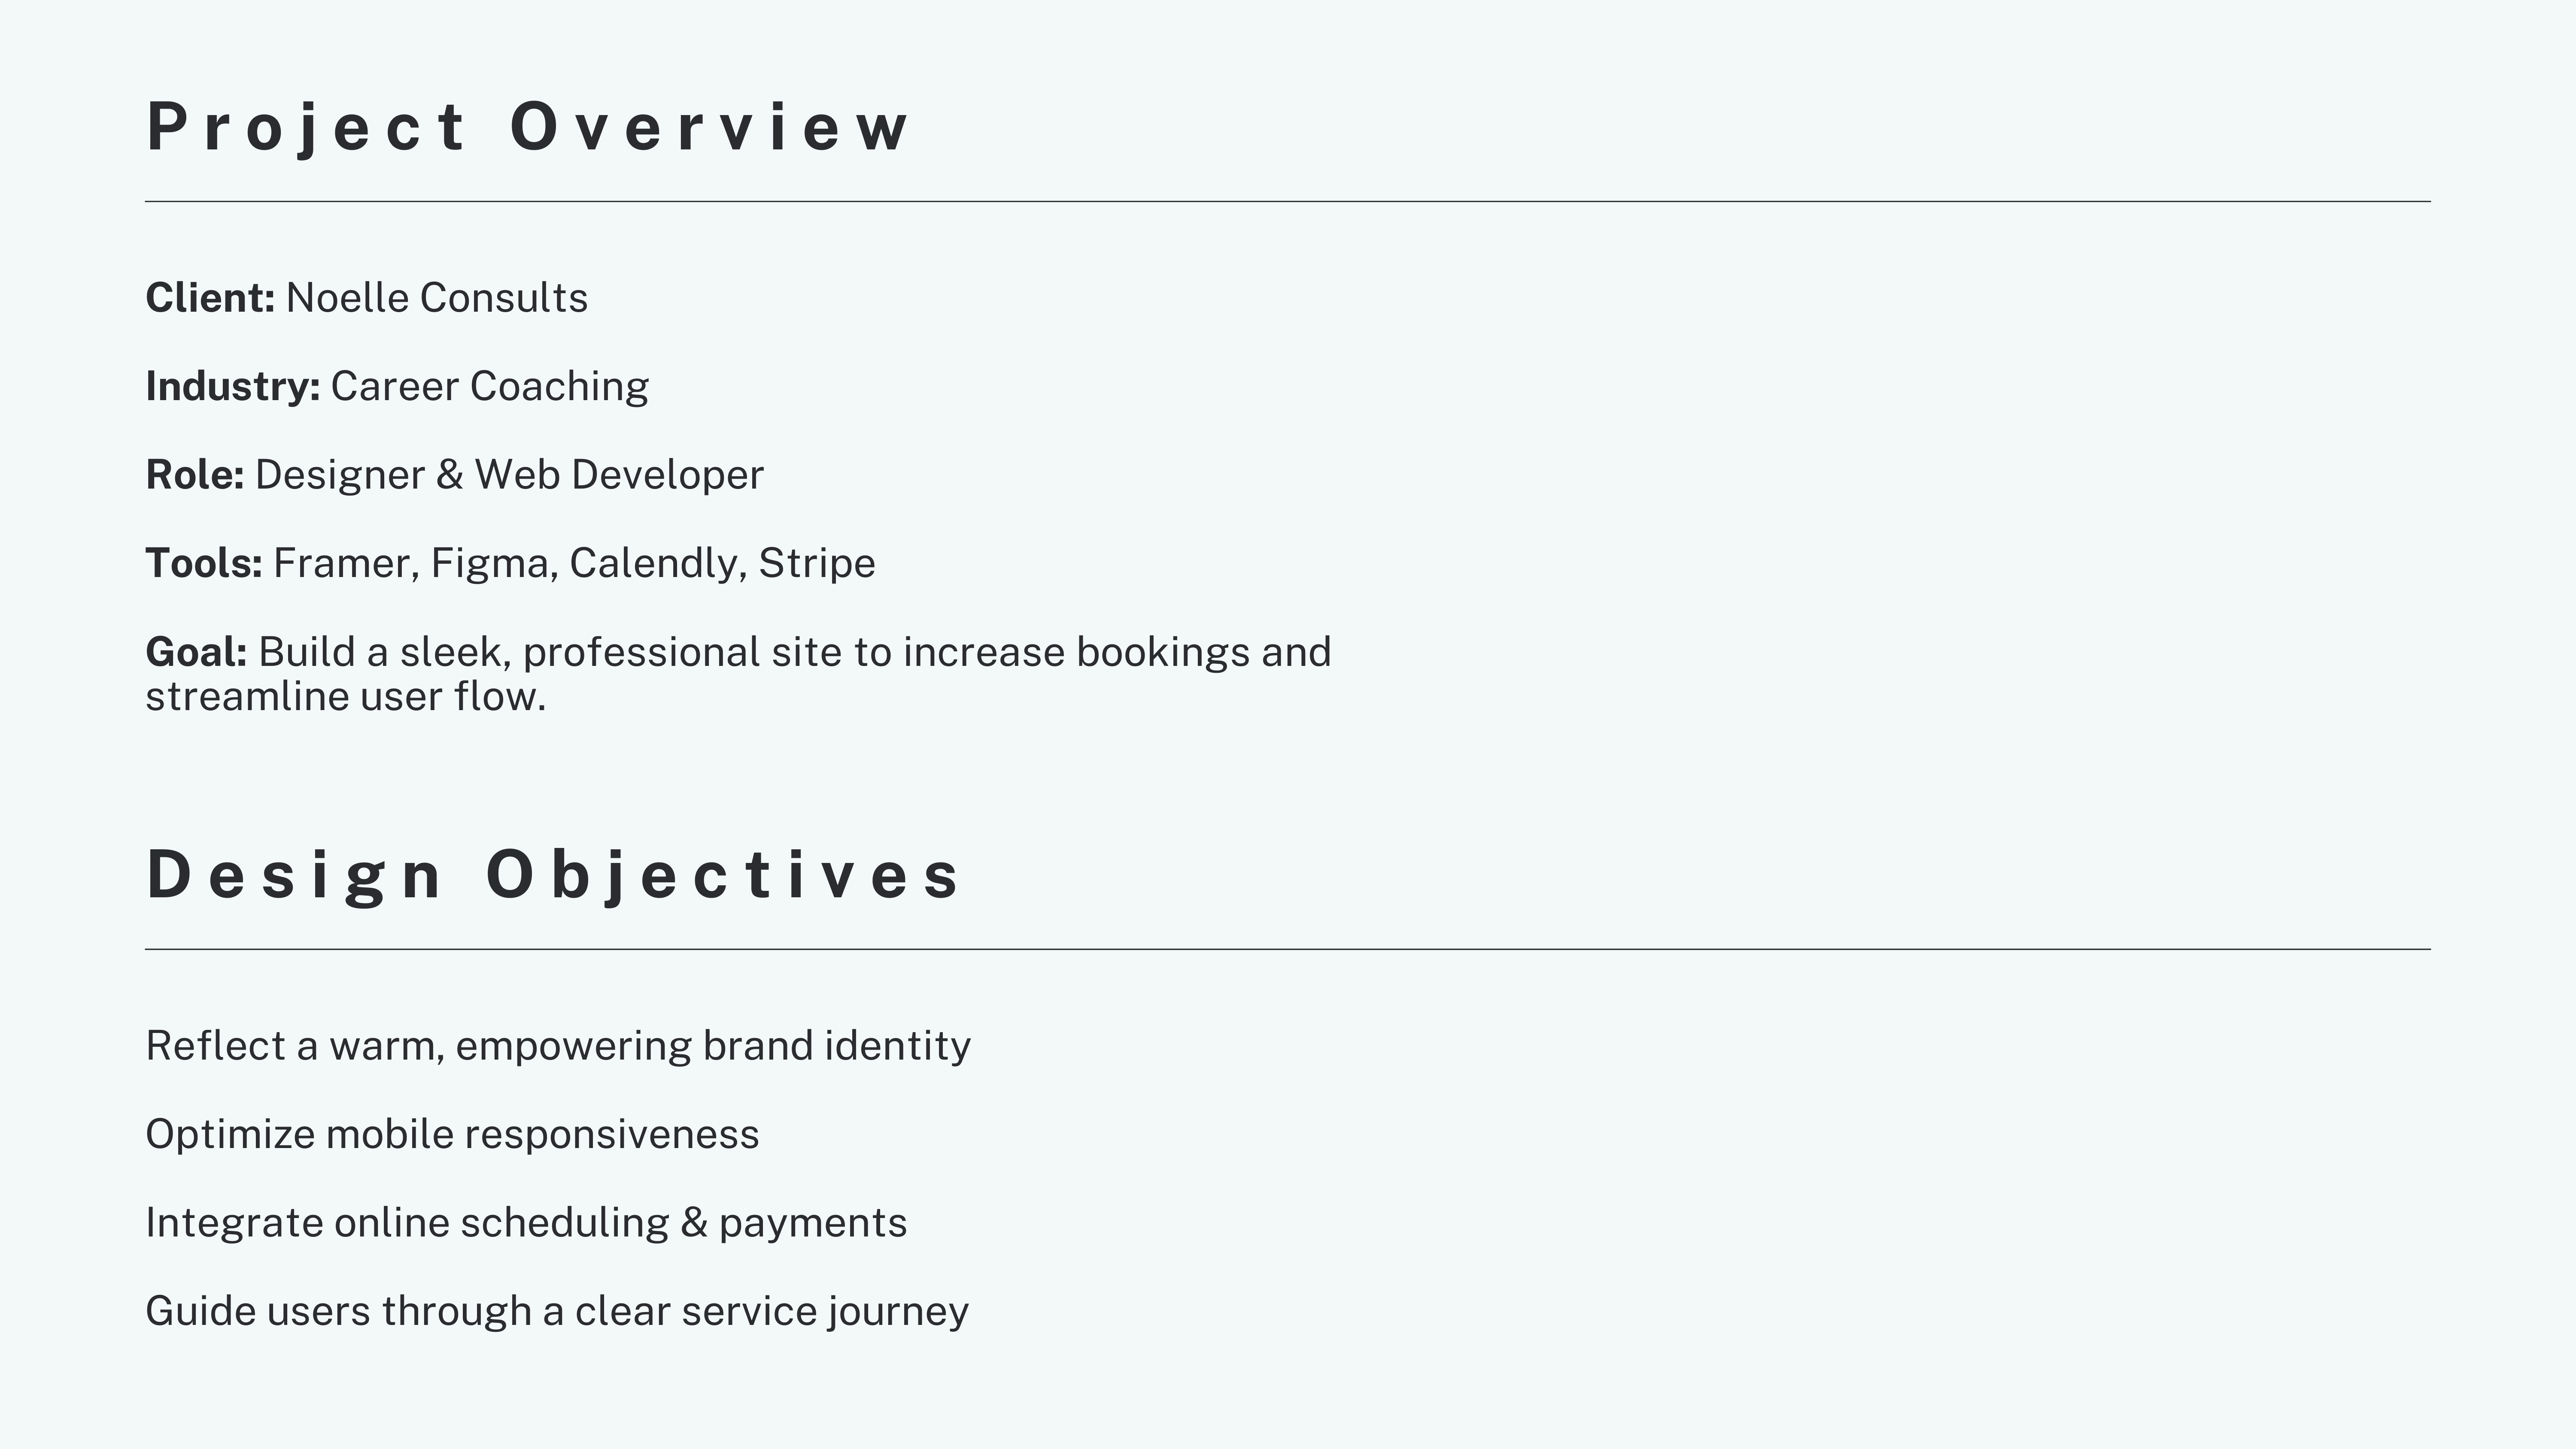 Project Overview
Client: Noelle Consults
Industry: Career Coaching
Role: Designer & Web Developer
Tools: Framer, Figma, Calendly, Stripe
Goal: Build a sleek, professional site to increase bookings and
streamline user flow.
Design Objectives
Reflect a warm, empowering brand identity
Optimize mobile responsiveness
Integrate online scheduling & payments
Guide users through a clear service journey